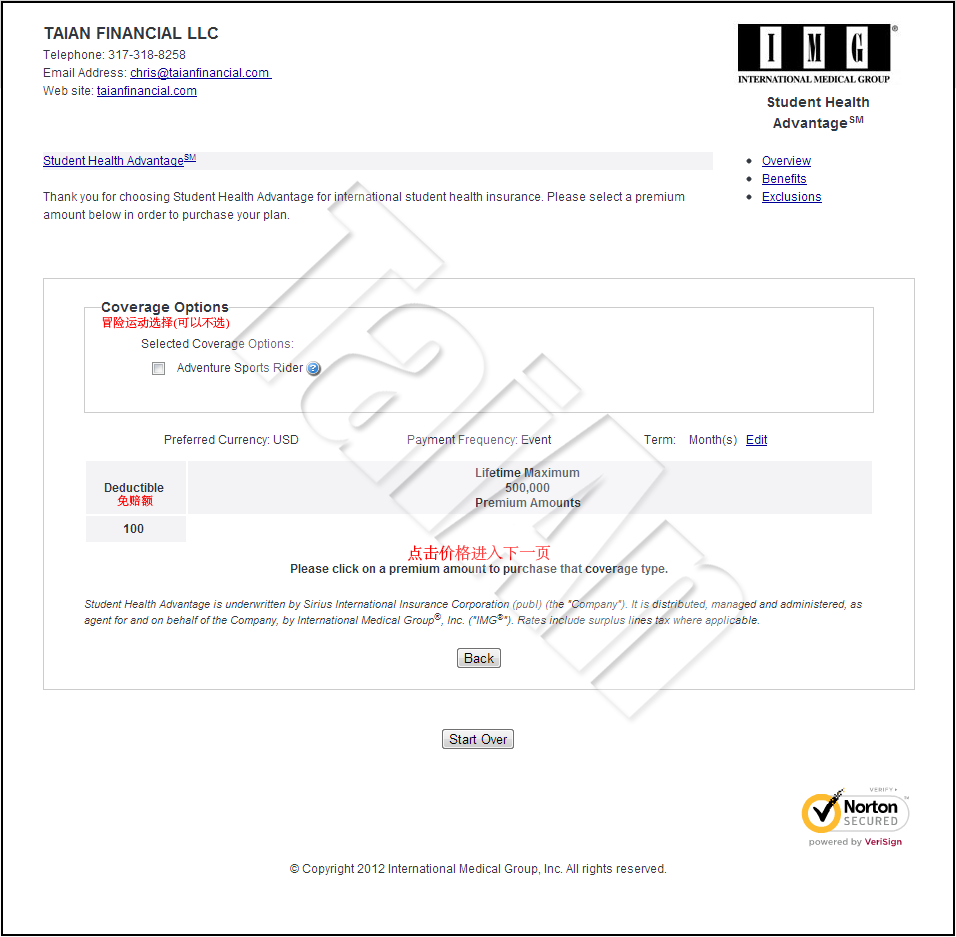 TAIAN FINANCIAL LLC
Telephone: 317-318-8258
Email Address: chris@taianfinancial.com
Web site: taianfinancial.com
IMG®
INTERNATIONAL MEDICAL GROUP
Student Health
Advantage℠
Student Health Advantage℠
Overview
Benefits
Exclusions
Thank you for choosing Student Health Advantage for international student health insurance. Please select a premium
amount below in order to purchase your plan.
Coverage Options
冒险运动选择(可以不选)
Selected Coverage Options:
Adventure Sports Rider ?
Preferred Currency: USD Payment Frequency: Event Term: Month(s) Edit
Deductible
免赔额
Lifetime Maximum
500,000
Premium Amounts
100
点击价格进入下一页
Please click on a premium amount to purchase that coverage type.
Student Health Advantage is underwritten by Sirius International Insurance Corporation (publ) (the "Company"). It is distributed, managed and administered, as
agent for and on behalf of the Company, by International Medical Group®, Inc. ("IMG®"). Rates include surplus lines tax where applicable.
Back
Start Over
TaiAn
VERIFY
Norton™
SECURED
powered by VeriSign
© Copyright 2012 International Medical Group, Inc. All rights reserved.